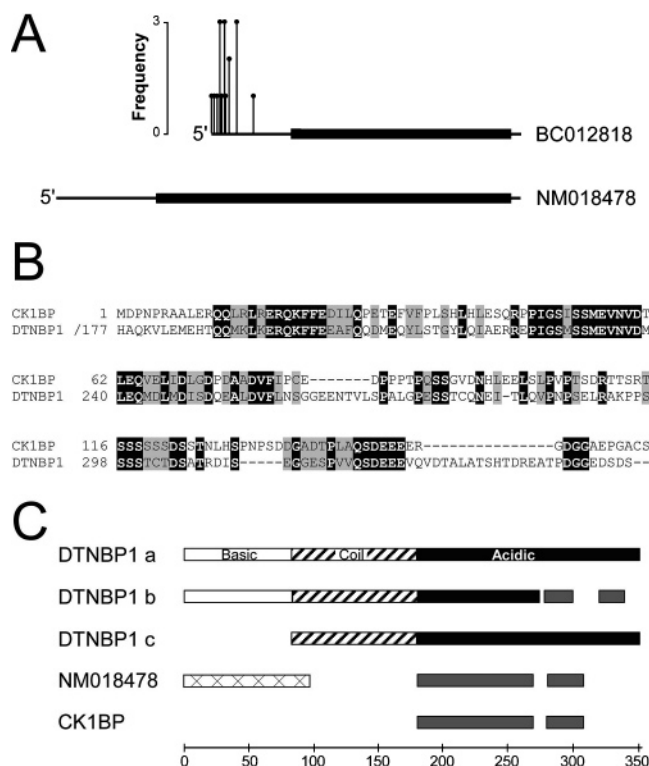 A
Frequency
3
0
5'
BC012818
5'
NM018478
B
CK1BP 1 MDPNPRAALERQQLRLRERQKFFEDILQPETEFVFPLSHLHLESQRPPIGSISSMEVNVDT
DTNBP1 /177 HAQKVLEMEHTQQMKLKERQKFFEEAFQQDMEQYLSTGYLQIAERREPIGSMSSMEVNVDT
CK1BP 62 LEQVELIDLGDPDAADVFIPCE-------DPPPTPQSSGVDNHLEELSLPVPTSDRTTSRT
DTNBP1 240 LEQMDLMDISDQEALDVFLNSGGEENTVLSPALGPESSTCQNEI-TLQVPNPSELRAKPPS
CK1BP 116 SSSSSSDSSTNLHSPNPSDDGADTPLAQSDEEEER---------------GDGGAEPGACS
DTNBP1 298 SSSTCTDSATRDIS-----EGGESPVVQSDEEEVQVDTALATSHTDREATPDGGEDSDS--
C
DTNBP1 a Basic Coil Acidic
DTNBP1 b
DTNBP1 c
NM018478
CK1BP
0 50 100 150 200 250 300 350